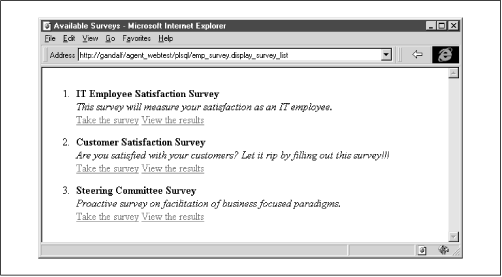 Available Surveys - Microsoft Internet Explorer
File Edit View Go Favorites Help
Address http://gandalf/agent_webtest/plsql/emp_survey.display_survey_list
1. IT Employee Satisfaction Survey
This survey will measure your satisfaction as an IT employee.
Take the survey View the results
2. Customer Satisfaction Survey
Are you satisfied with your customers? Let it rip by filling out this survey!!!
Take the survey View the results
3. Steering Committee Survey
Proactive survey on facilitation of business focused paradigms.
Take the survey View the results